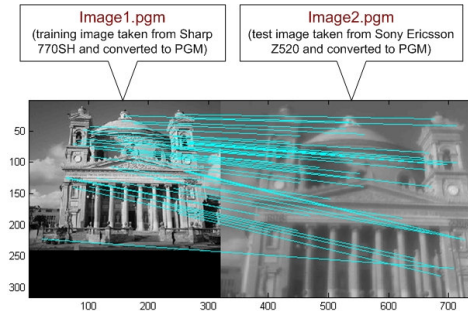 Image1.pgm
(training image taken from Sharp
770SH and converted to PGM)
Image2.pgm
(test image taken from Sony Ericsson
Z520 and converted to PGM)
50
100
150
200
250
300
100
200
300
400
500
600
700